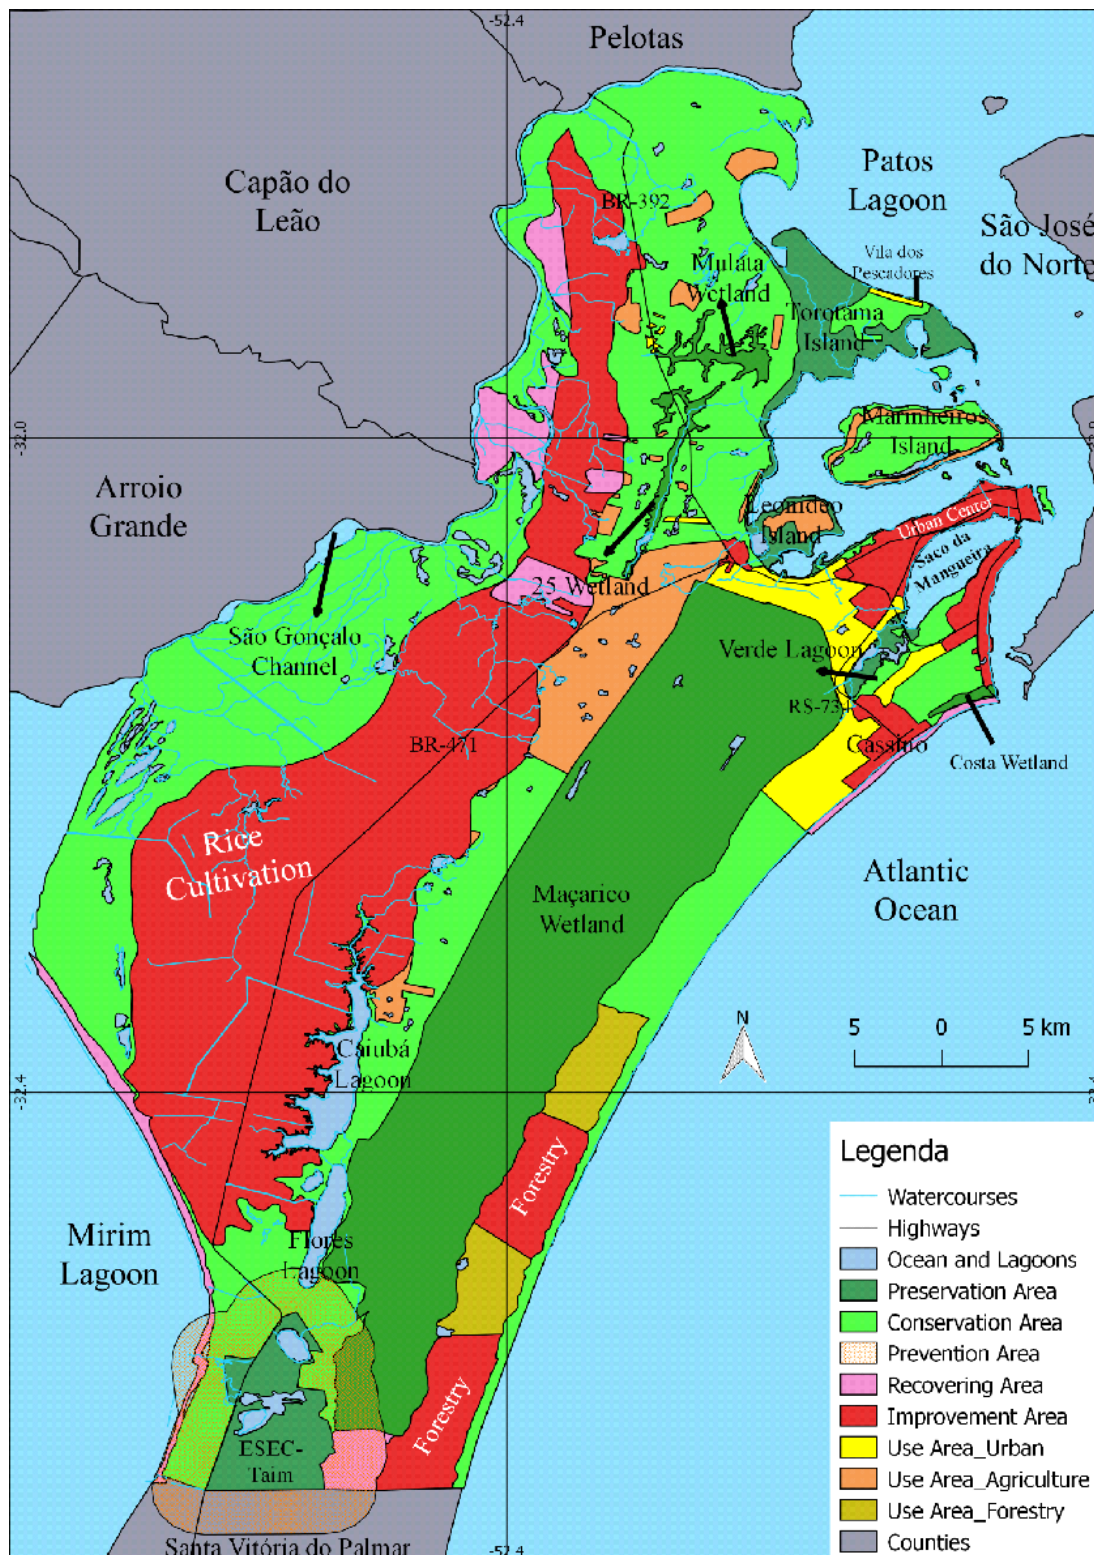 -52.4
Pelotas
Capão do
Leão
Patos
Lagoon
BR-392
São José
do Norte
Vila dos
Pescadores
Mulata
Wetland
Torotama
Island
Marinheiros
Island
-32.0
Arroio
Grande
Leonideo
Island
Urban Center
Saco da
Mangueira
25 Wetland
São Gonçalo
Channel
Verde Lagoon
RS-734
BR-471
Cassino
Costa Wetland
Rice
Cultivation
Atlantic
Ocean
Maçarico
Wetland
N
5 0 5 km
Caiubá
Lagoon
-32.4
Forestry
Mirim
Lagoon
Flores
Lagoon
Forestry
ESEC-
Taim
Santa Vitória do Palmar
-52.4
Legenda
Watercourses
Highways
Ocean and Lagoons
Preservation Area
Conservation Area
Prevention Area
Recovering Area
Improvement Area
Use Area_Urban
Use Area_Agriculture
Use Area_Forestry
Counties